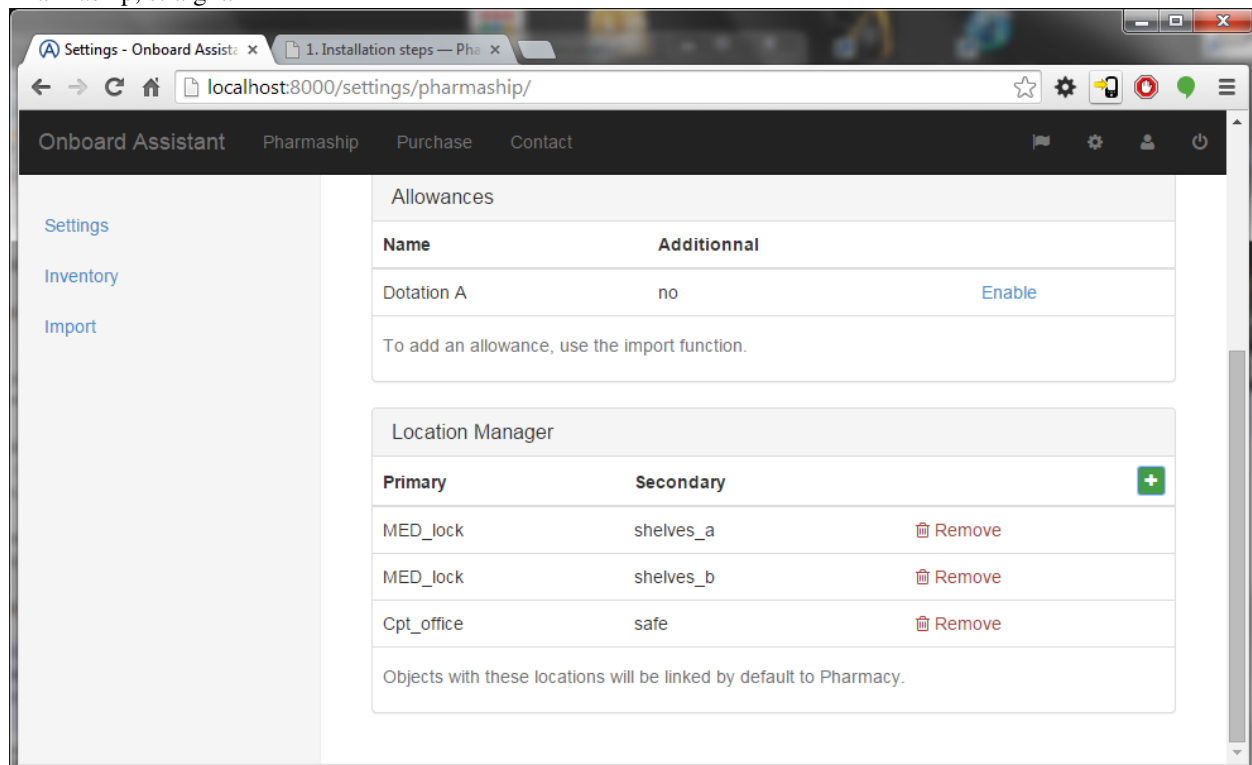 Settings - Onboard Assista
1. Installation steps — Pha
localhost:8000/settings/pharmaship/
Onboard Assistant Pharmaship Purchase Contact
Settings
Inventory
Import
Allowances
Name Additionnal
Dotation A no Enable
To add an allowance, use the import function.
Location Manager
Primary Secondary
MED_lock shelves_a Remove
MED_lock shelves_b Remove
Cpt_office safe Remove
Objects with these locations will be linked by default to Pharmacy.